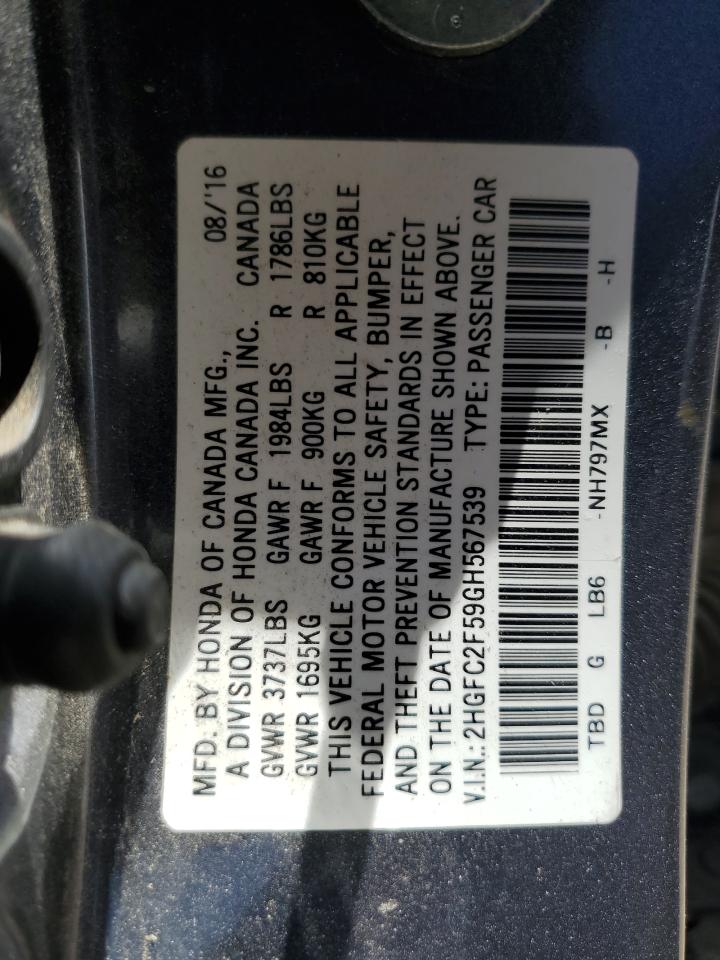 MFD. BY HONDA OF CANADA MFG., 08/'16
A DIVISION OF HONDA CANADA INC. CANADA
GVWR 3737LBS GAWR F 1984LBS R 1786LBS
GVWR 1695KG GAWR F 900KG R 810KG
THIS VEHICLE CONFORMS TO ALL APPLICABLE
FEDERAL MOTOR VEHICLE SAFETY, BUMPER,
AND THEFT PREVENTION STANDARDS IN EFFECT
ON THE DATE OF MANUFACTURE SHOWN ABOVE.
V.I.N.:2HGFC2F59GH567539 TYPE: PASSENGER CAR
TBD G LB6 -NH797MX -B -H